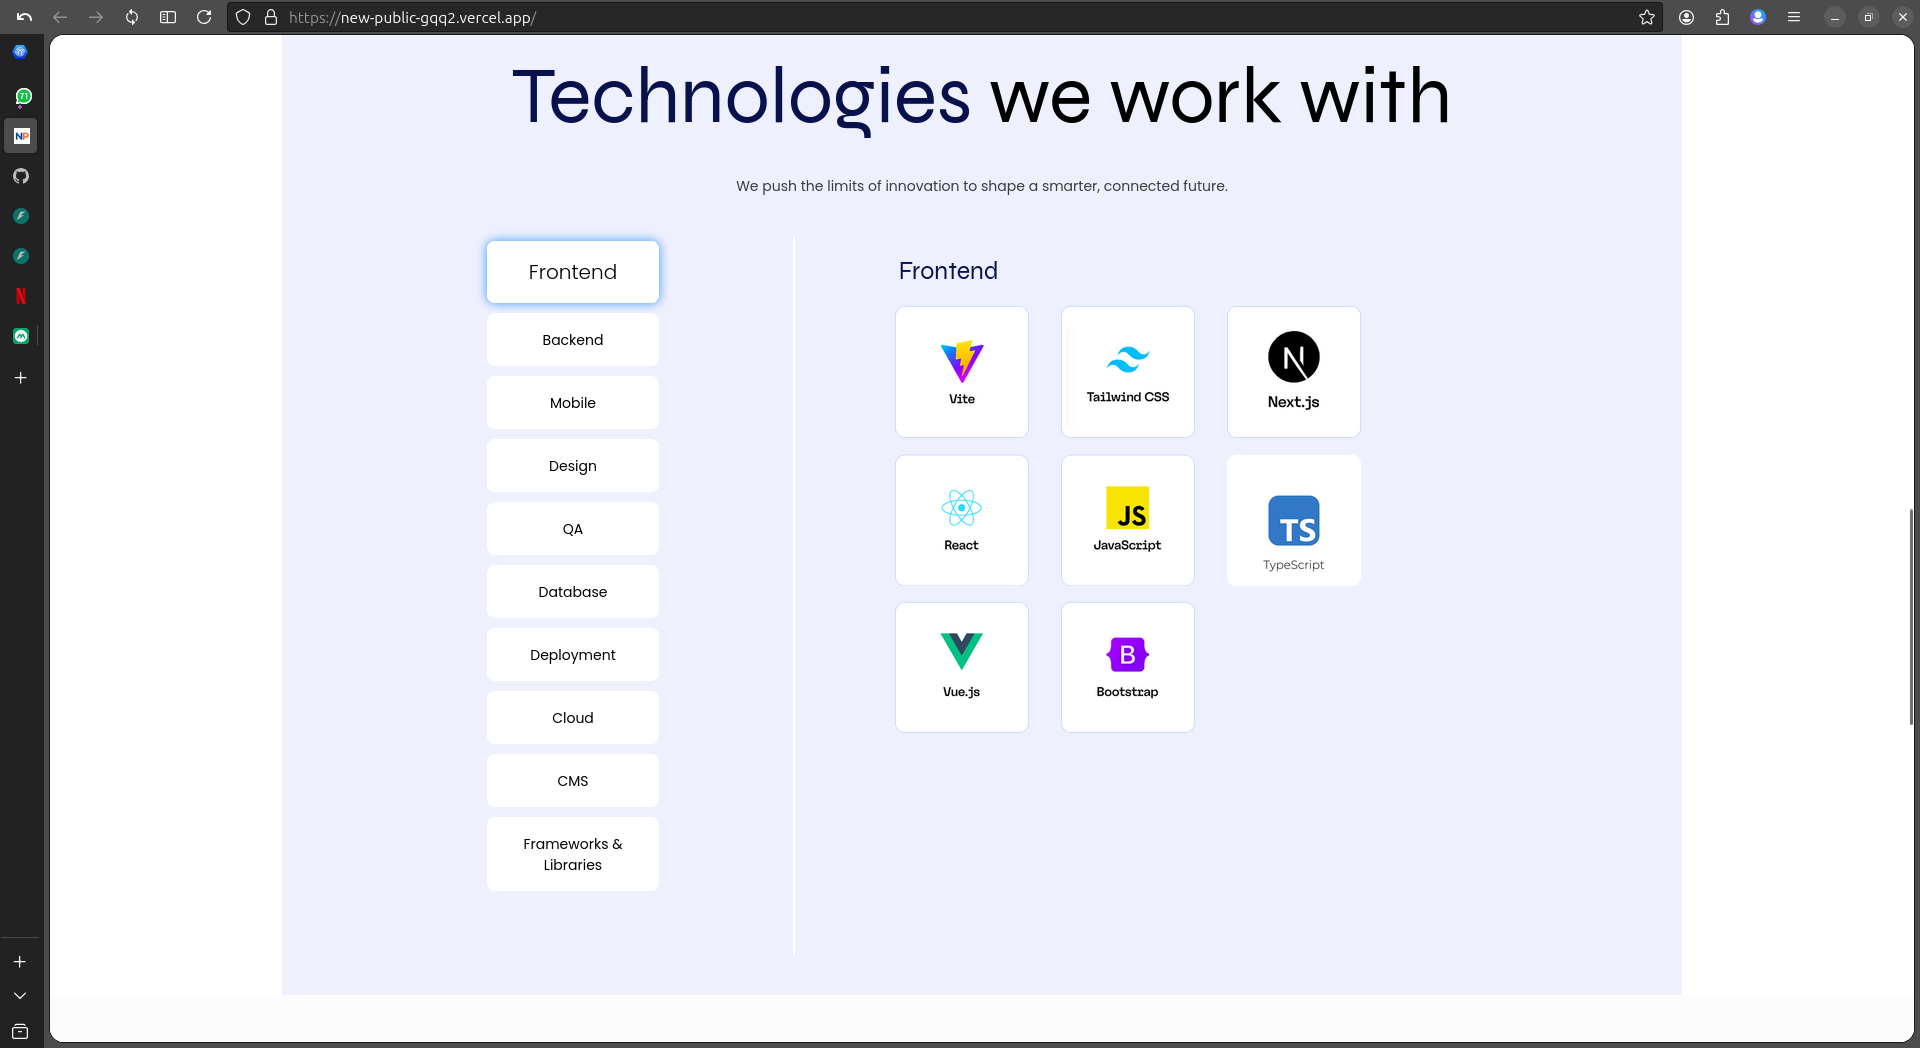 https://new-public-gqq2.vercel.app/
71
NP
N
Technologies we work with
We push the limits of innovation to shape a smarter, connected future.
Frontend
Backend
Mobile
Design
QA
Database
Deployment
Cloud
CMS
Frameworks &
Libraries
Frontend
Vite
Tailwind CSS
N
Next.js
React
JS
JavaScript
TS
TypeScript
Vue.js
B
Bootstrap